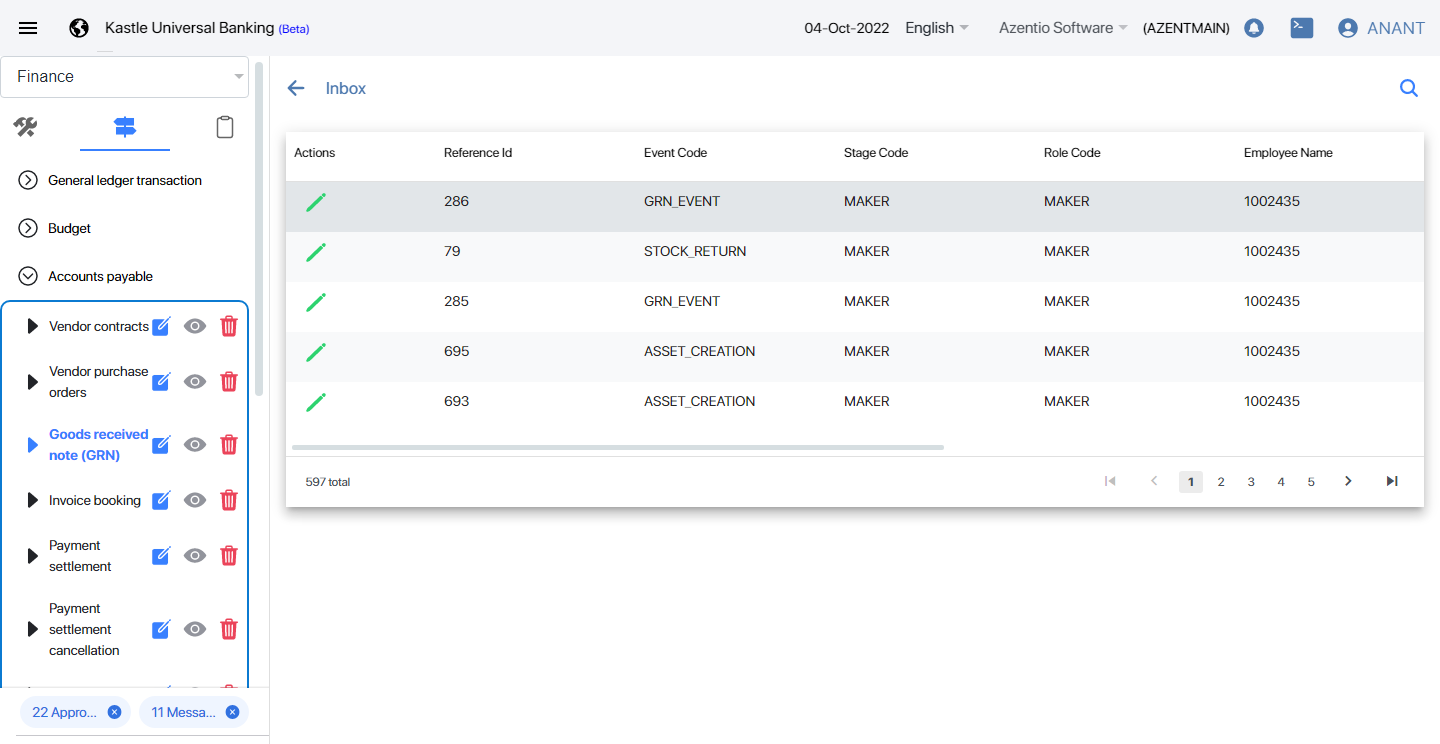 Kastle Universal Banking (Beta)
04-Oct-2022 English Azentio Software (AZENTMAIN) ANANT
Finance
General ledger transaction
Budget
Accounts payable
Vendor contracts
Vendor purchase
orders
Goods received
note (GRN)
Invoice booking
Payment
settlement
Payment
settlement
cancellation
22 Appro... 11 Messa...
Inbox
Actions Reference Id Event Code Stage Code Role Code Employee Name
286 GRN_EVENT MAKER MAKER 1002435
79 STOCK_RETURN MAKER MAKER 1002435
285 GRN_EVENT MAKER MAKER 1002435
695 ASSET_CREATION MAKER MAKER 1002435
693 ASSET_CREATION MAKER MAKER 1002435
597 total 1 2 3 4 5